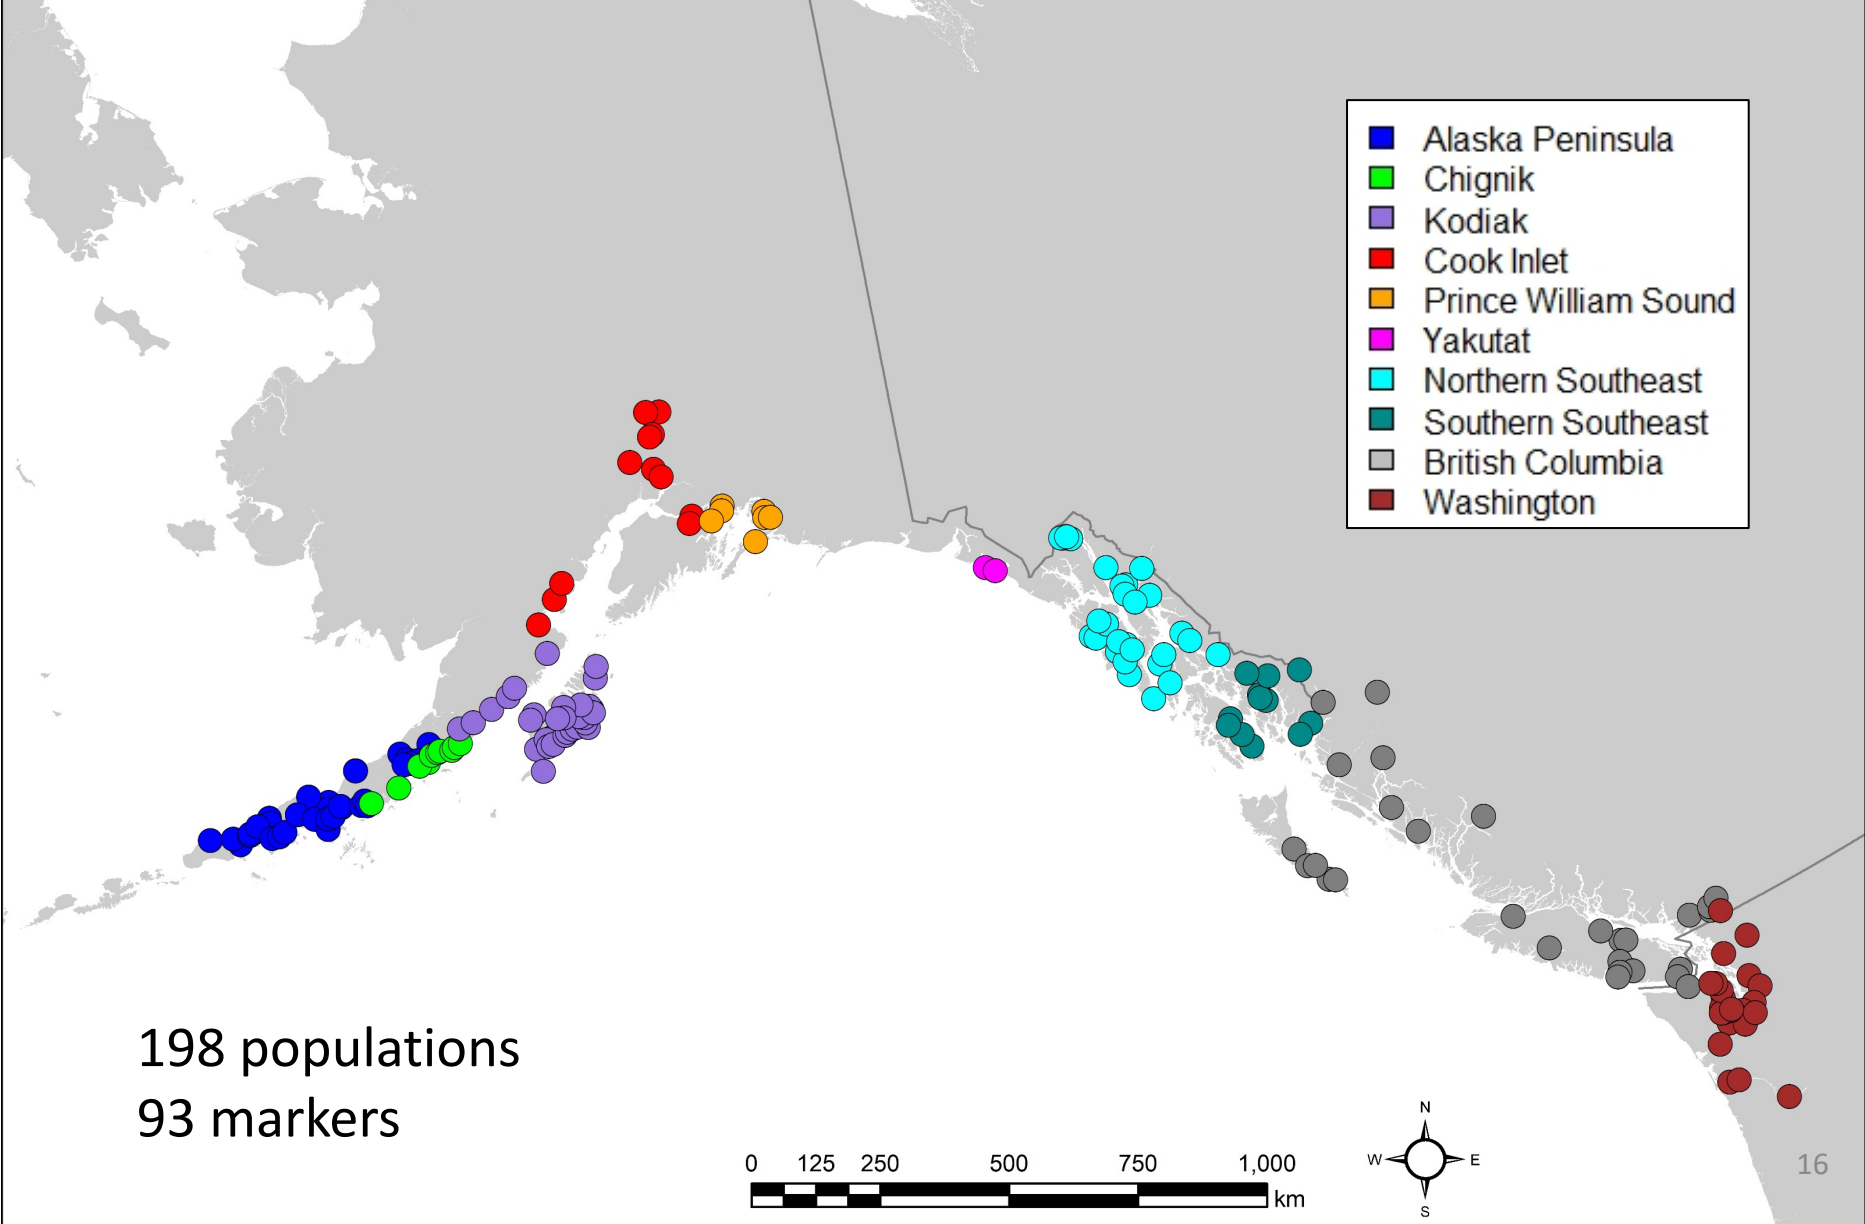 Alaska Peninsula
Chignik
Kodiak
Cook Inlet
Prince William Sound
Yakutat
Northern Southeast
Southern Southeast
British Columbia
Washington
198 populations
93 markers
0 125 250 500 750 1,000
km
N
W E
S
16